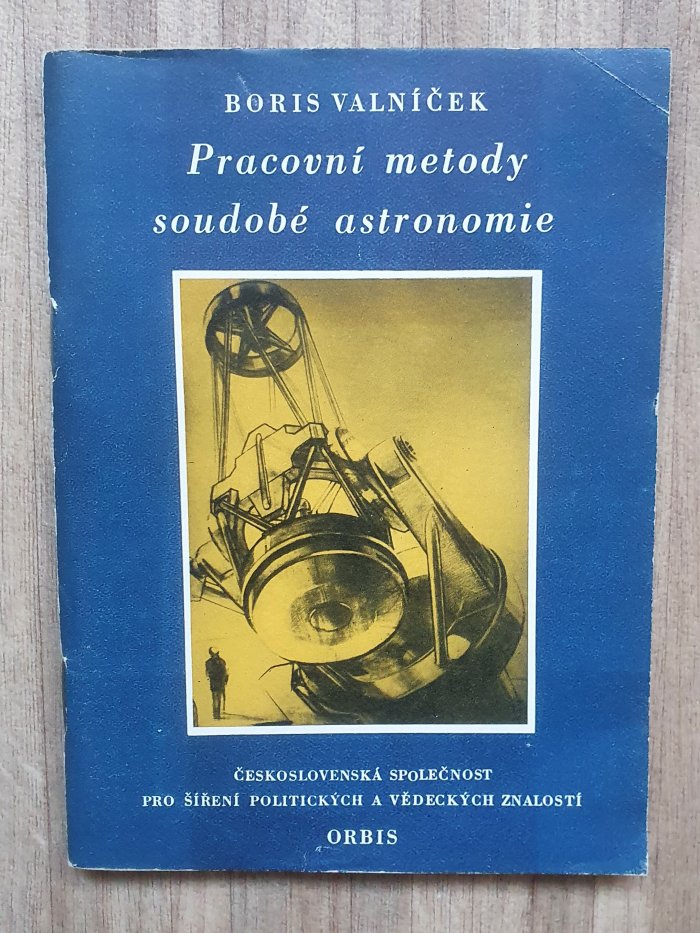 BORIS VALNÍČEK
Pracovní metody
soudobé astronomie
ČESKOSLOVENSKÁ SPOLEČNOST
PRO ŠÍŘENÍ POLITICKÝCH A VĚDECKÝCH ZNALOSTÍ
ORBIS